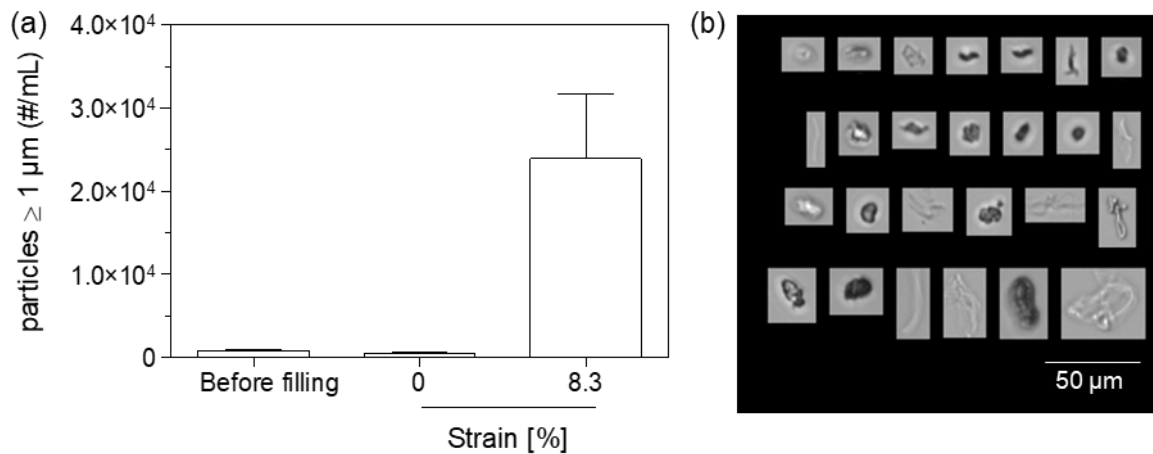 (a)
particles ≥ 1 µm (#/mL)
4.0×10⁴
3.0×10⁴
2.0×10⁴
1.0×10⁴
0
Before filling
0
8.3
Strain [%]
(b)
50 µm